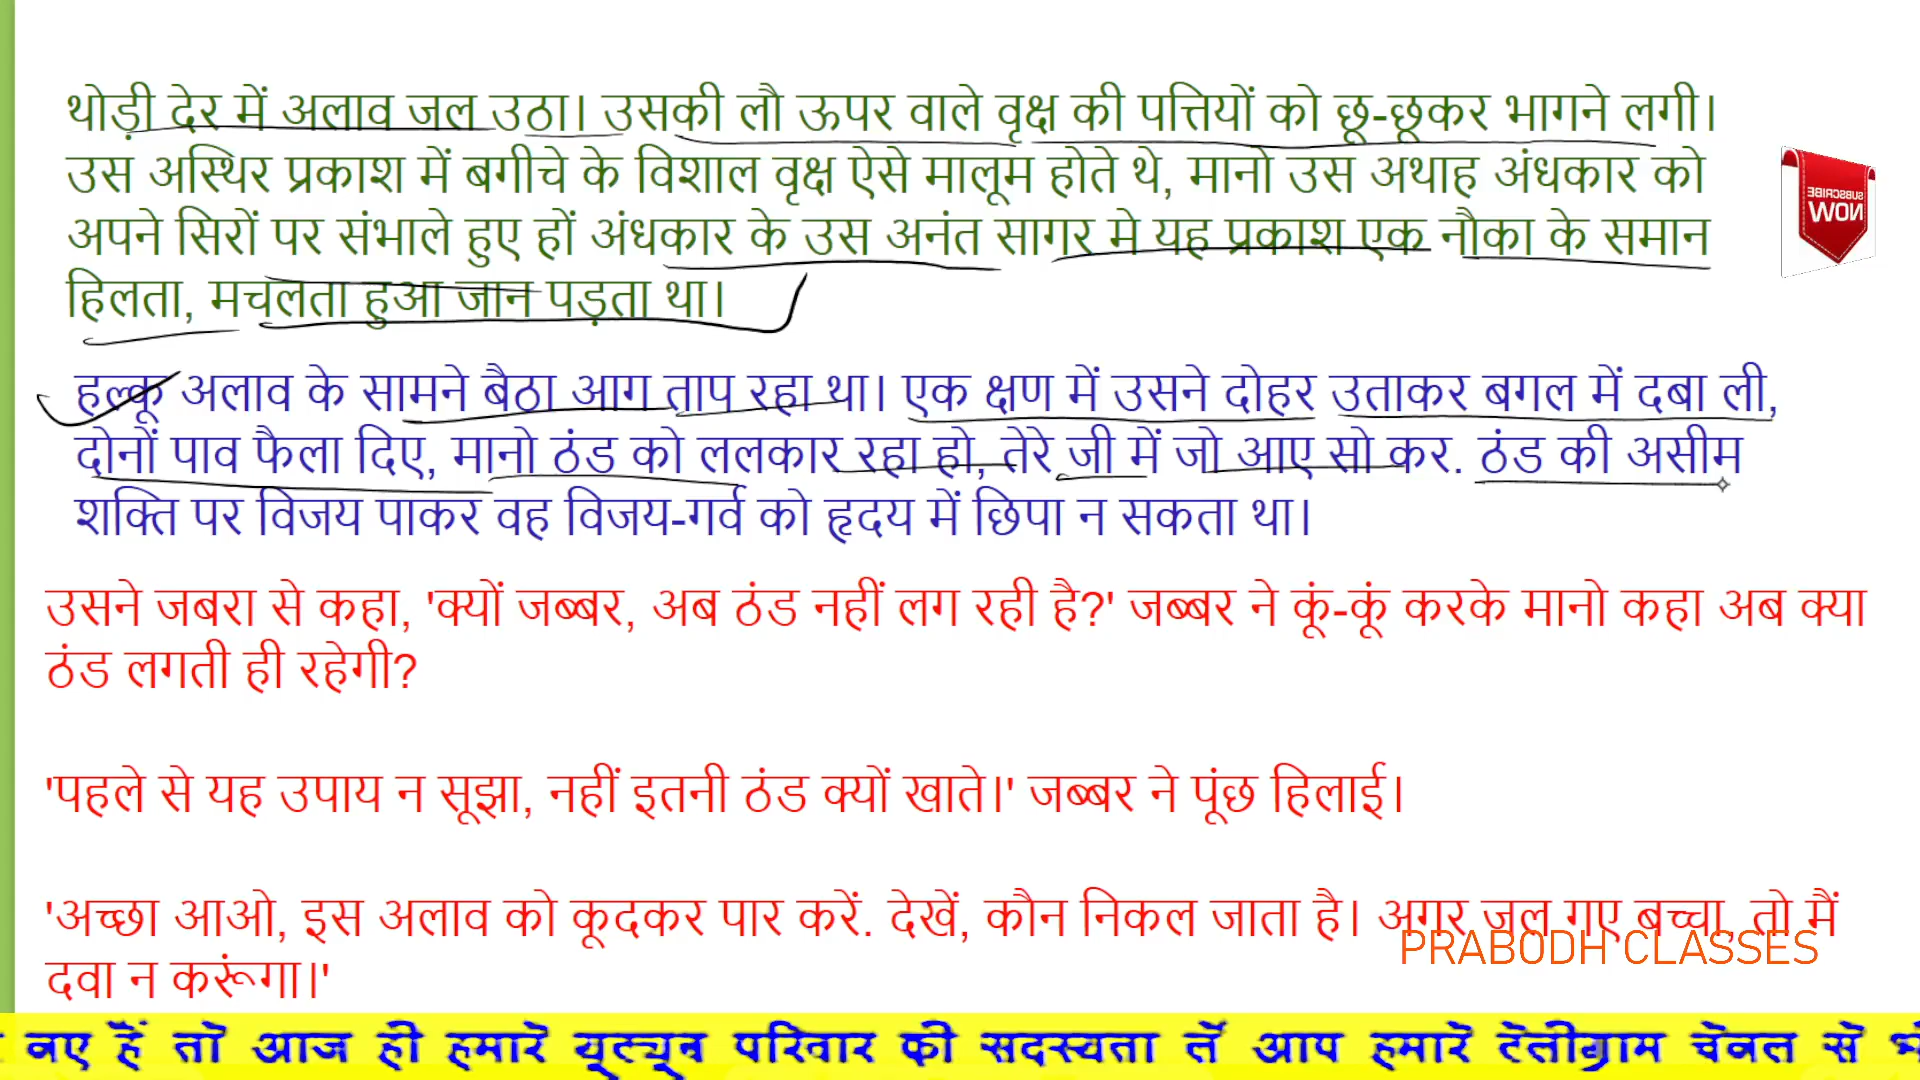 थोड़ी देर में अलाव जल उठा। उसकी लौ ऊपर वाले वृक्ष की पत्तियों को छू-छूकर भागने लगी।
उस अस्थिर प्रकाश में बगीचे के विशाल वृक्ष ऐसे मालूम होते थे, मानो उस अथाह अंधकार को
अपने सिरों पर संभाले हुए हों अंधकार के उस अनंत सागर मे यह प्रकाश एक नौका के समान
हिलता, मचलता हुआ जान पड़ता था।
SUBSCRIBE
NOW
हल्कू अलाव के सामने बैठा आग ताप रहा था। एक क्षण में उसने दोहर उताकर बगल में दबा ली,
दोनों पाव फैला दिए, मानो ठंड को ललकार रहा हो, तेरे जी में जो आए सो कर. ठंड की असीम
शक्ति पर विजय पाकर वह विजय-गर्व को हृदय में छिपा न सकता था।
उसने जबरा से कहा, 'क्यों जब्बर, अब ठंड नहीं लग रही है?' जब्बर ने कूं-कूं करके मानो कहा अब क्या
ठंड लगती ही रहेगी?
'पहले से यह उपाय न सूझा, नहीं इतनी ठंड क्यों खाते।' जब्बर ने पूंछ हिलाई।
'अच्छा आओ, इस अलाव को कूदकर पार करें. देखें, कौन निकल जाता है। अगर जल गए बच्चा, तो मैं
दवा न करूंगा।'
PRABODH CLASSES
नए हैं तो आज ही हमारे यूट्यूब परिवार की सदस्यता लें आप हमारे टेलीग्राम चैनल से